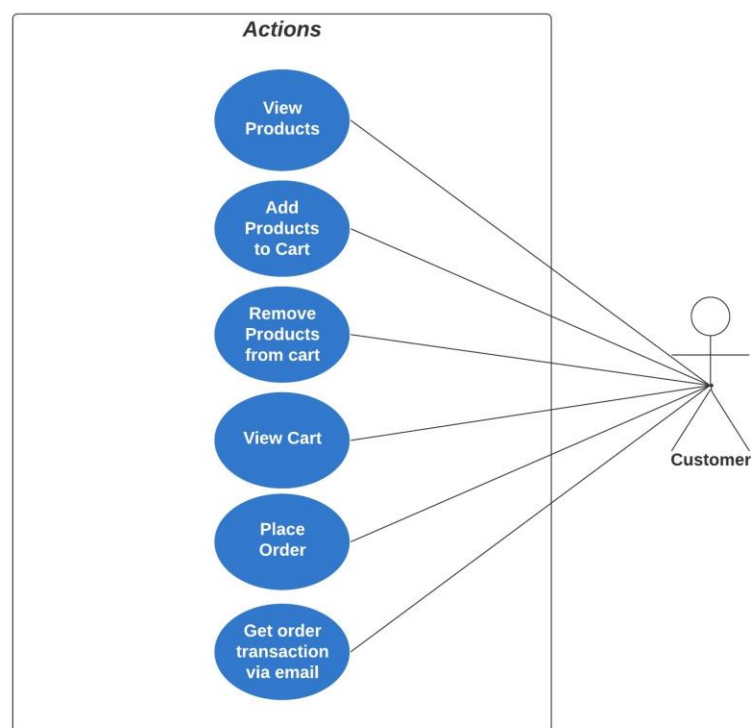 Actions
View
Products
Add
Products
to Cart
Remove
Products
from cart
View Cart
Place
Order
Get order
transaction
via email
Customer